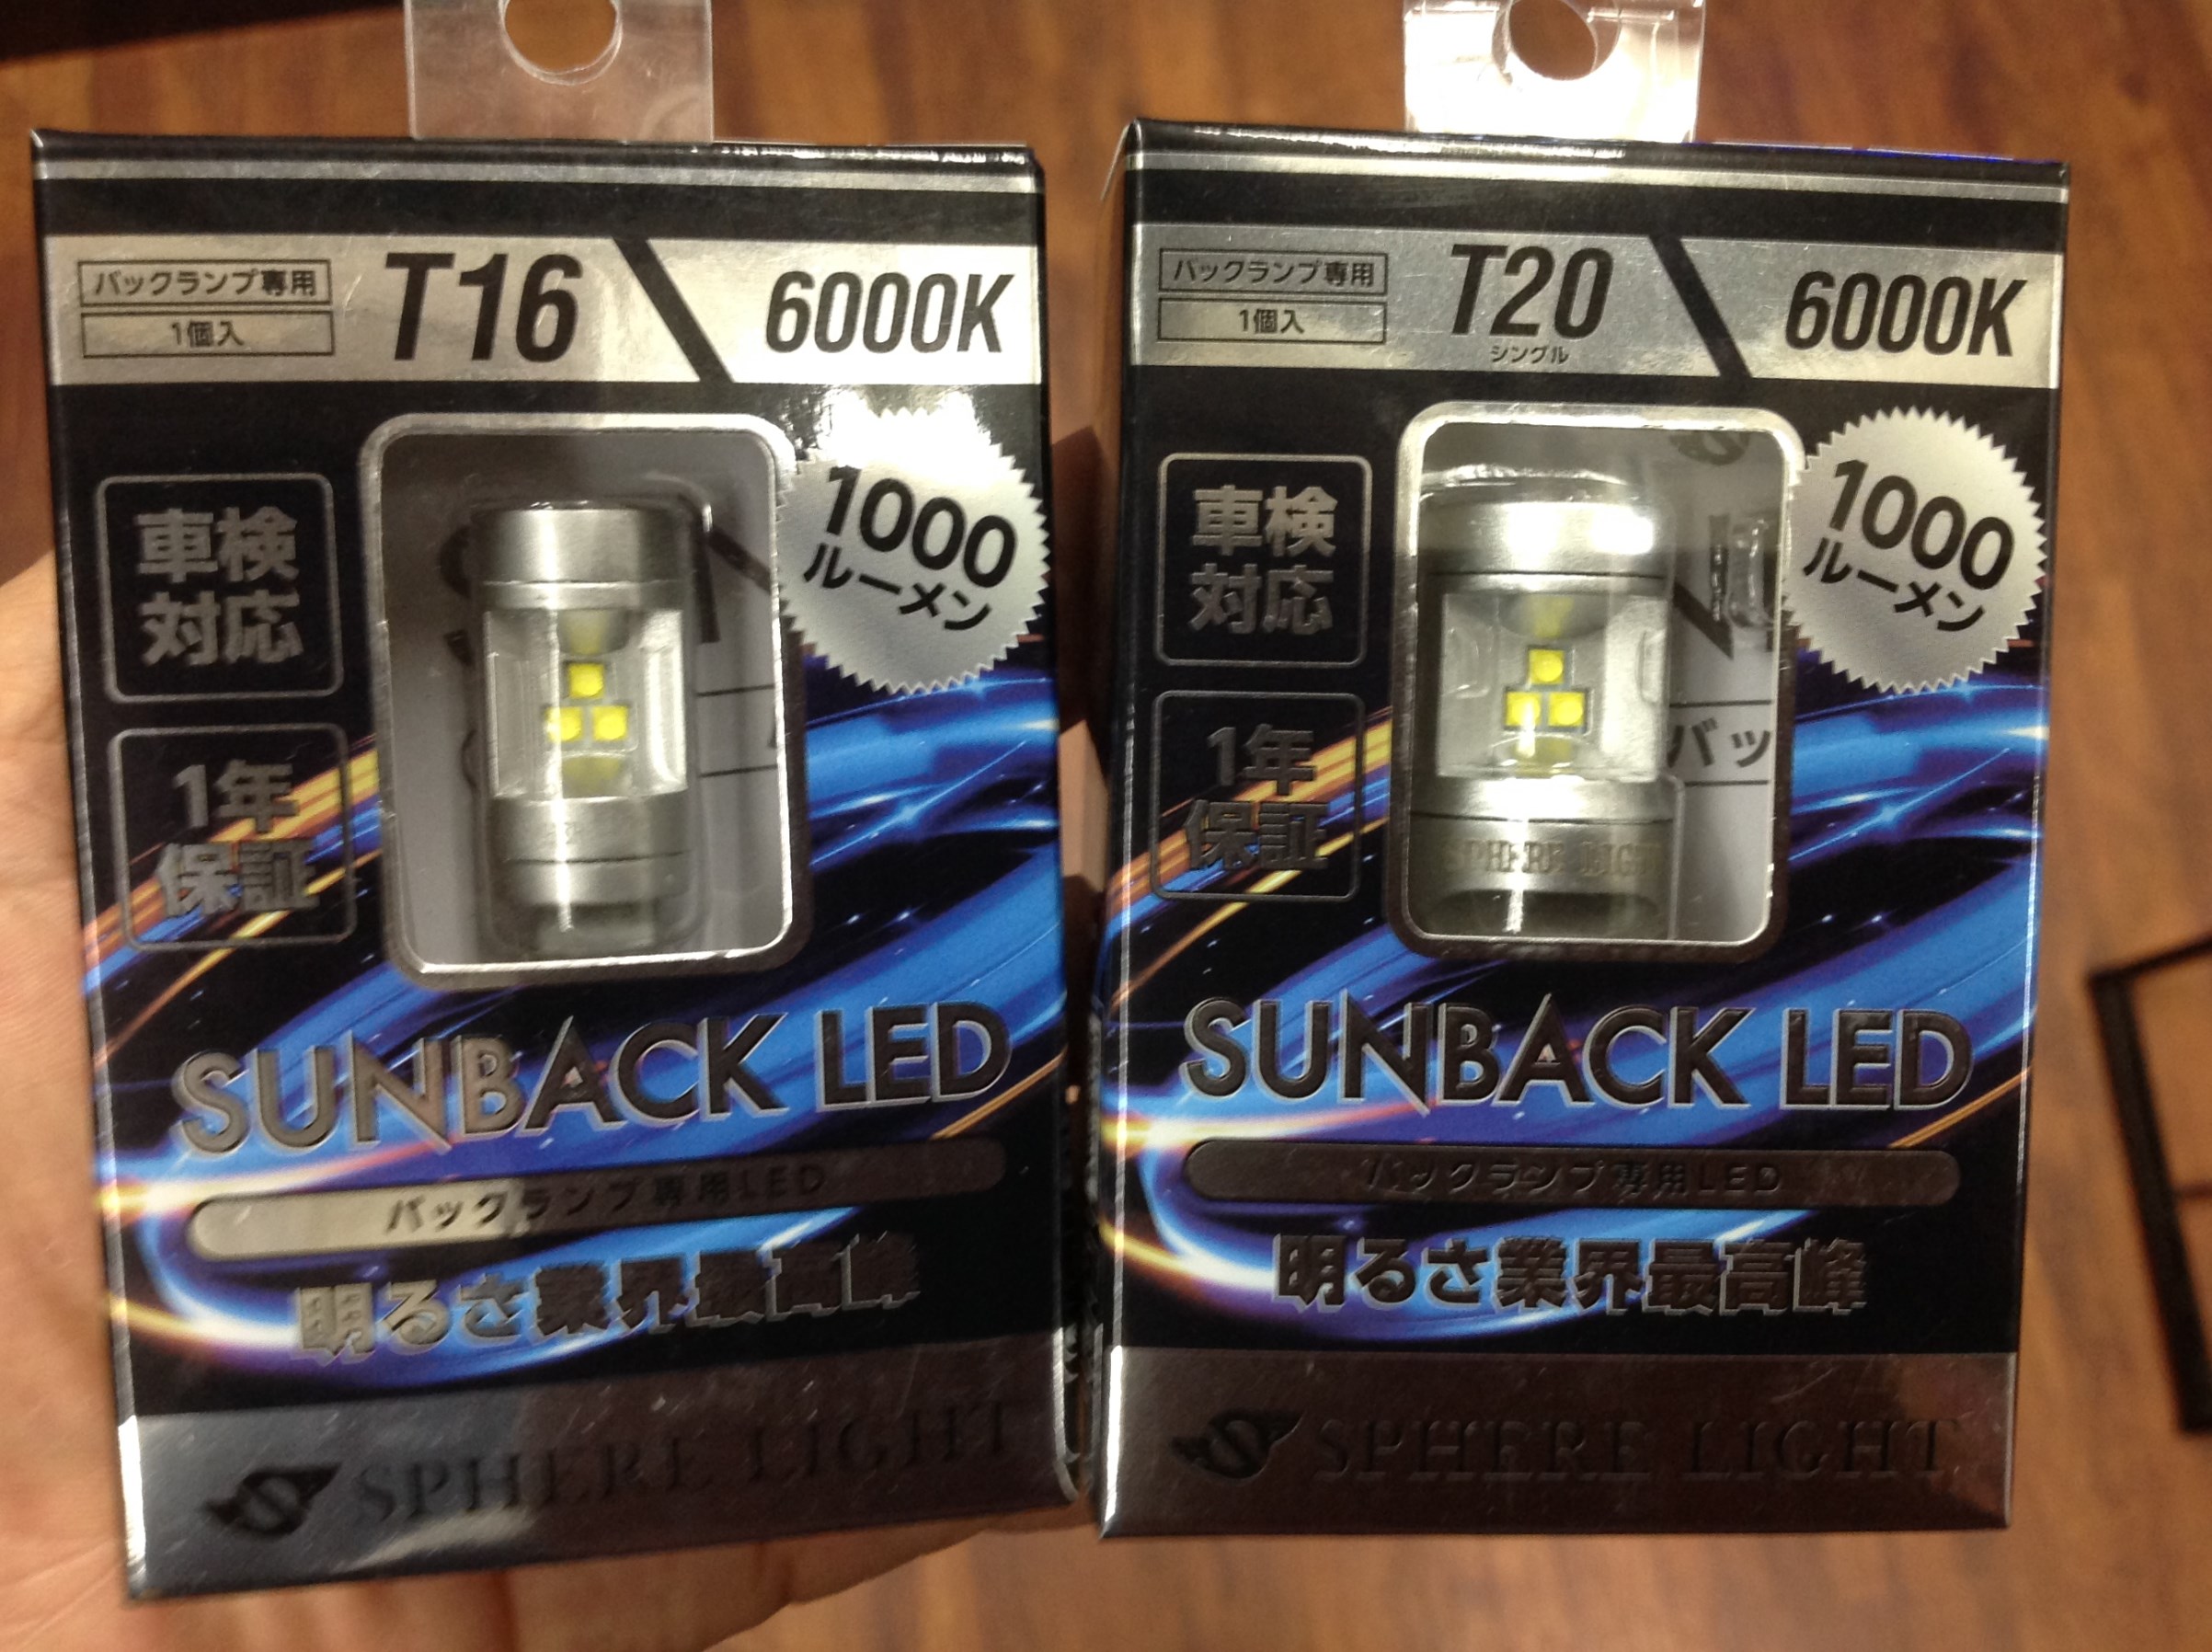 バックランプ専用
1個入
T16
6000K
1000
ルーメン
車検
対応
1年
保証
SUNBACK LED
バックランプ専用LED
明るさ業界最高峰
SPHERE LIGHT
バックランプ専用
1個入
T20
シングル
6000K
1000
ルーメン
車検
対応
1年
保証
バッ
SPHERE LIGH
SUNBACK LED
バックランプ専用LED
明るさ業界最高峰
SPHERE LIGHT